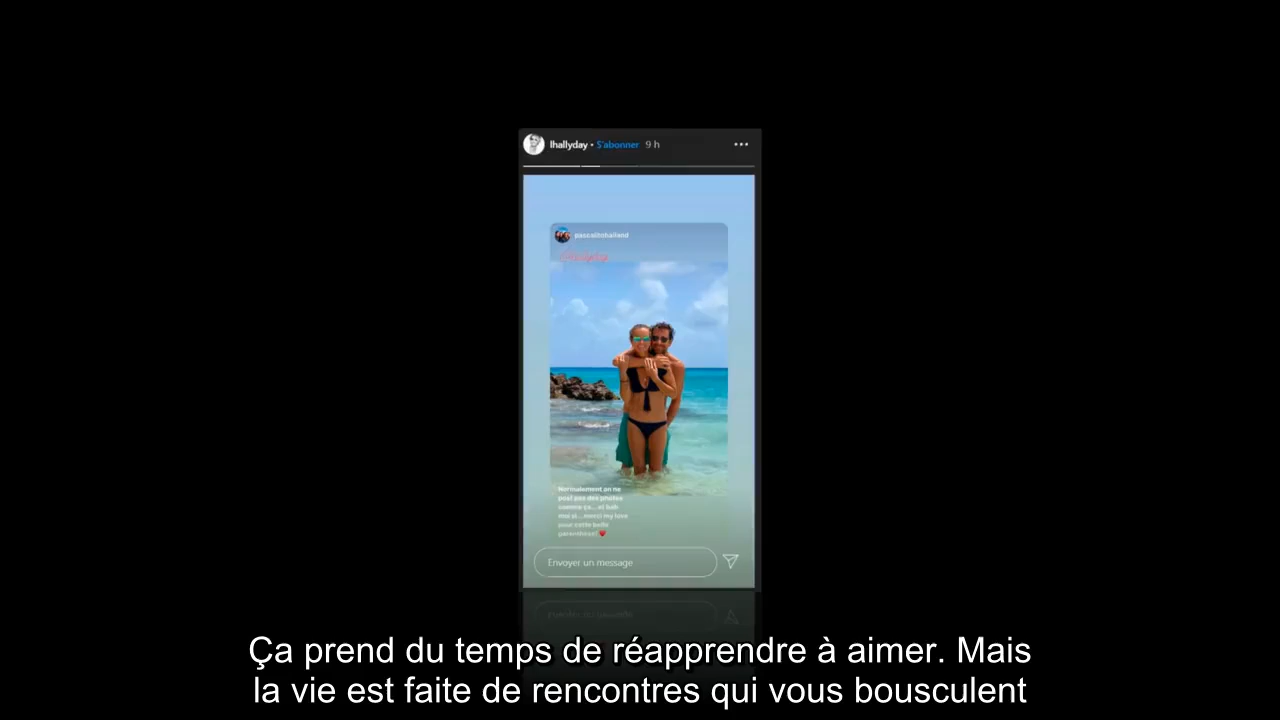 lhallyday • S'abonner 9 h
pascalitothailand
Normalement on ne
post pas des photos
comme ça... et bah
moi si... merci my love
pour cette belle
parenthèse!
Envoyer un message
Ça prend du temps de réapprendre à aimer. Mais
la vie est faite de rencontres qui vous bousculent